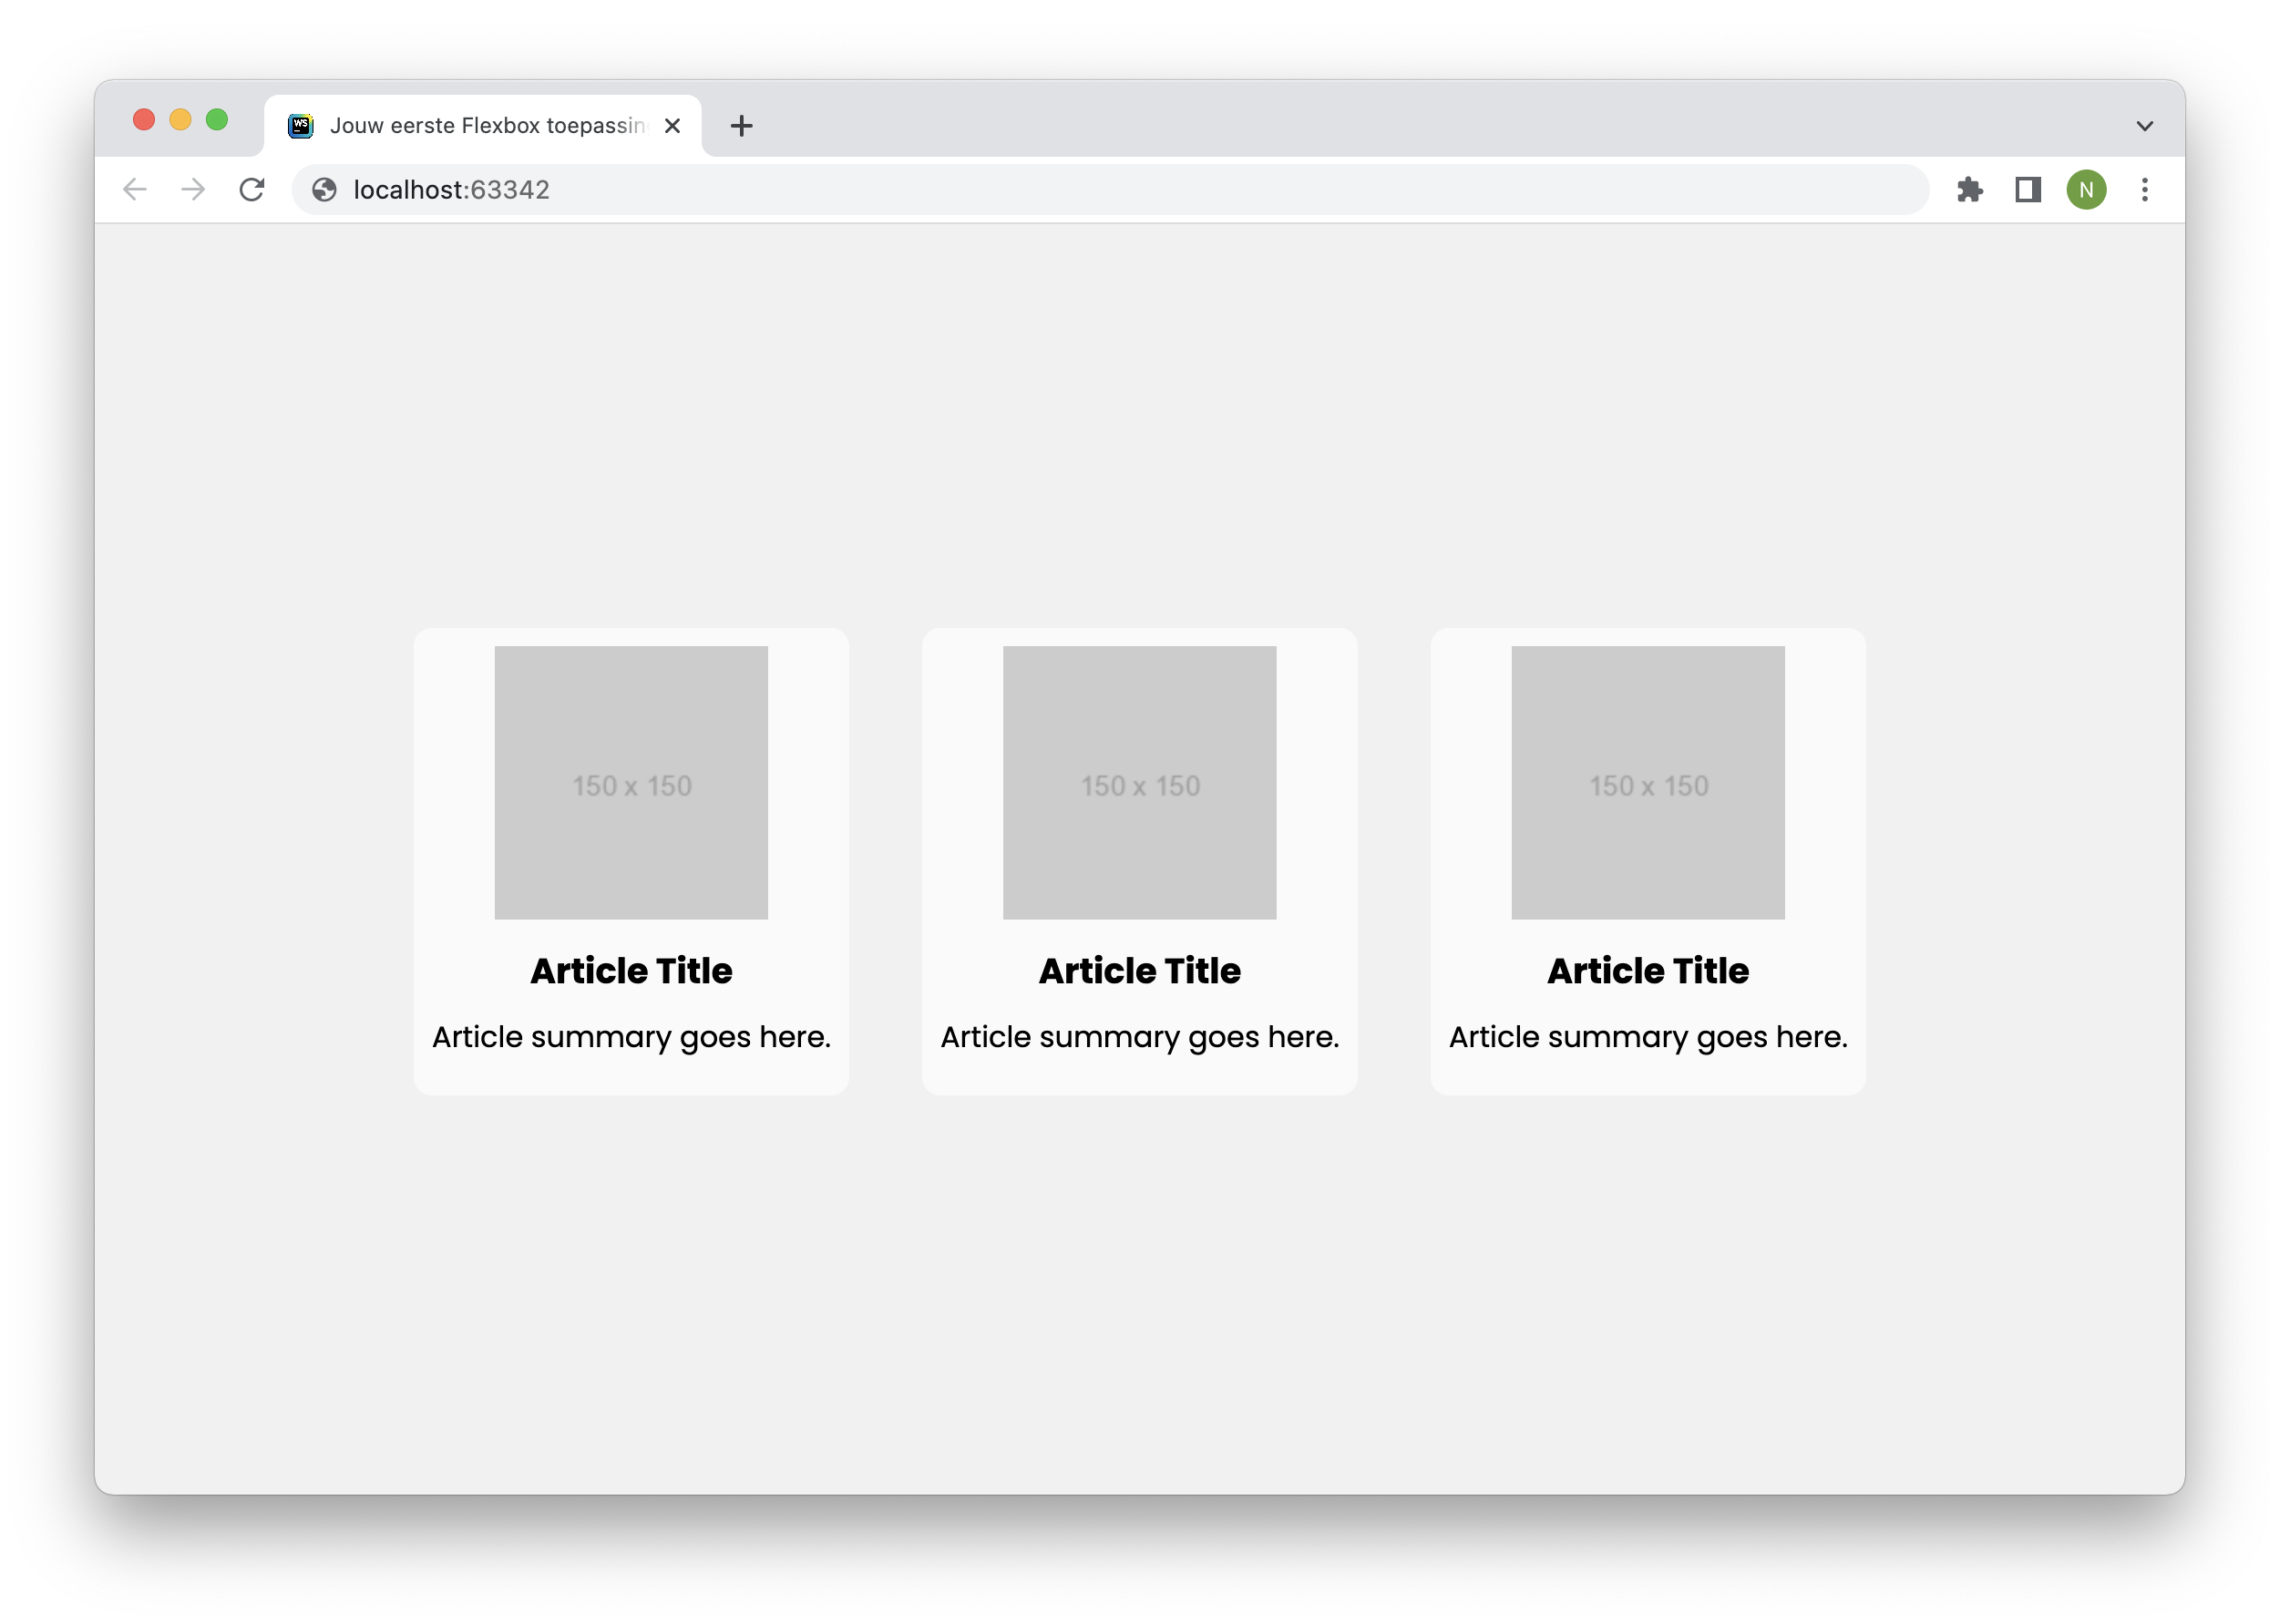 WS
Jouw eerste Flexbox toepassin
localhost:63342
N
150 x 150
150 x 150
150 x 150
Article Title
Article Title
Article Title
Article summary goes here.
Article summary goes here.
Article summary goes here.